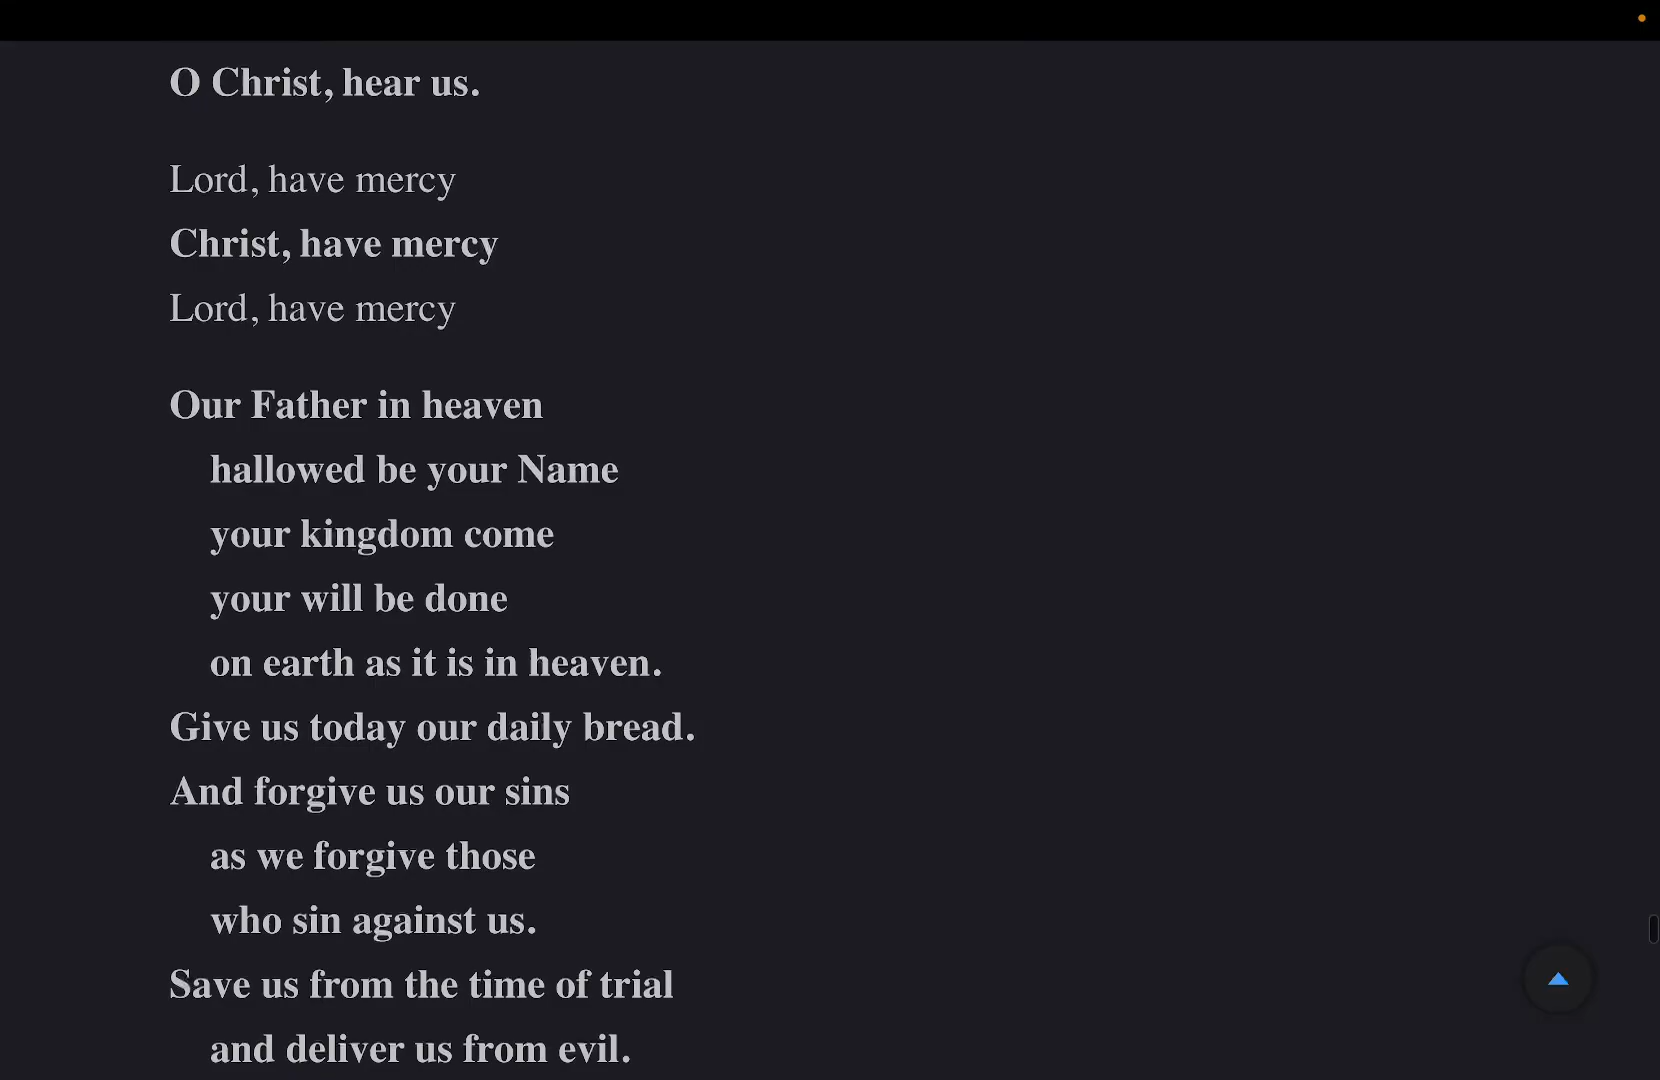 O Christ, hear us.
Lord, have mercy
Christ, have mercy
Lord, have mercy
Our Father in heaven
hallowed be your Name
your kingdom come
your will be done
on earth as it is in heaven.
Give us today our daily bread.
And forgive us our sins
as we forgive those
who sin against us.
Save us from the time of trial
and deliver us from evil.